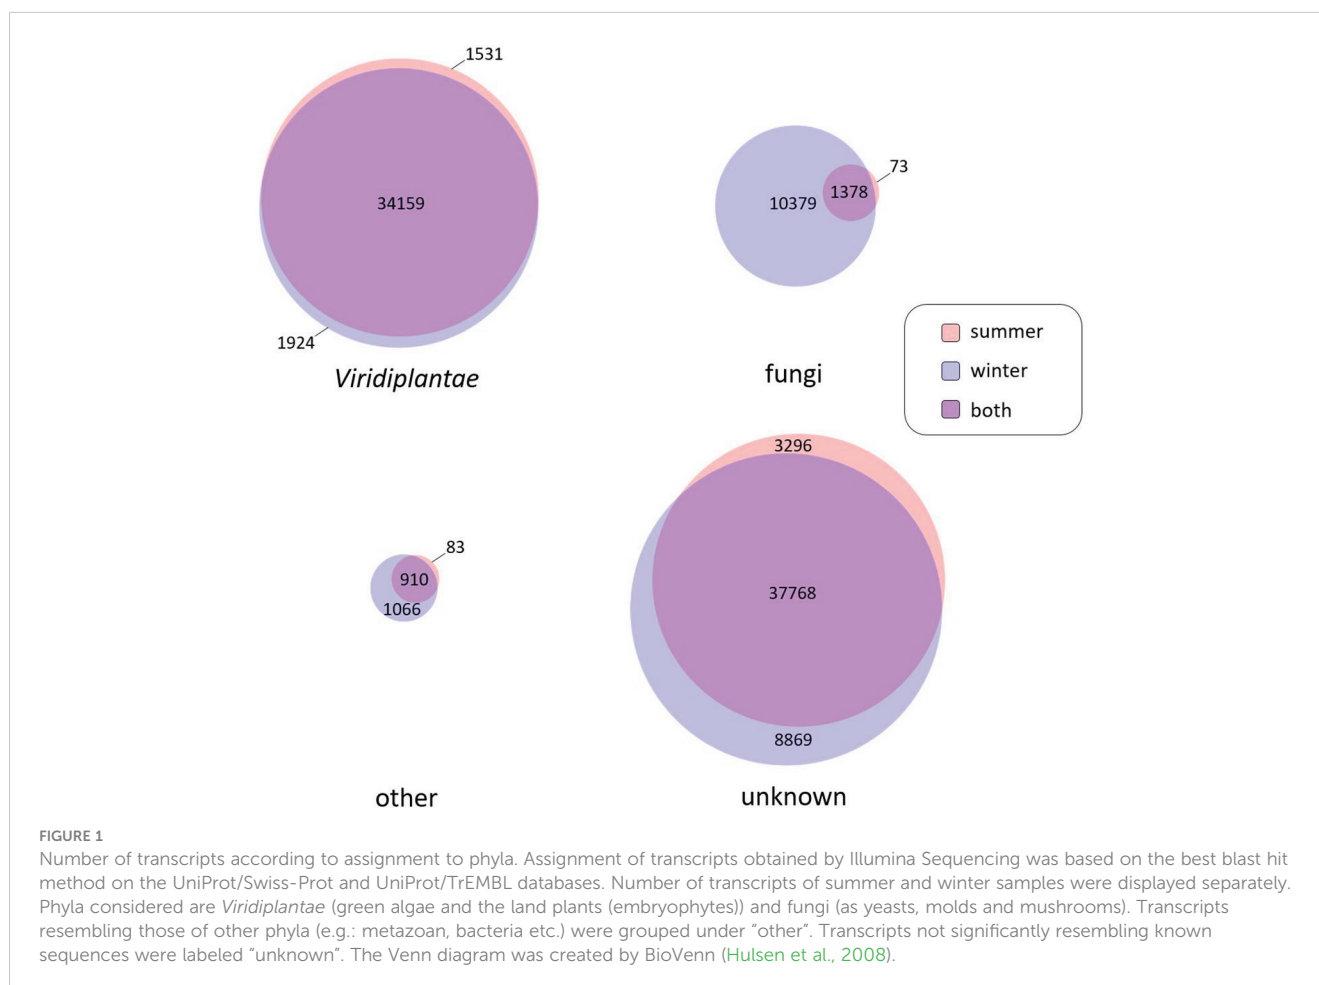 1531
34159
1924
Viridiplantae
73
1378
10379
fungi
summer
winter
both
83
910
1066
other
3296
37768
8869
unknown
FIGURE 1
Number of transcripts according to assignment to phyla. Assignment of transcripts obtained by Illumina Sequencing was based on the best blast hit
method on the UniProt/Swiss-Prot and UniProt/TrEMBL databases. Number of transcripts of summer and winter samples were displayed separately.
Phyla considered are Viridiplantae (green algae and the land plants (embryophytes)) and fungi (as yeasts, molds and mushrooms). Transcripts
resembling those of other phyla (e.g.: metazoan, bacteria etc.) were grouped under “other”. Transcripts not significantly resembling known
sequences were labeled “unknown”. The Venn diagram was created by BioVenn (Hulsen et al., 2008).